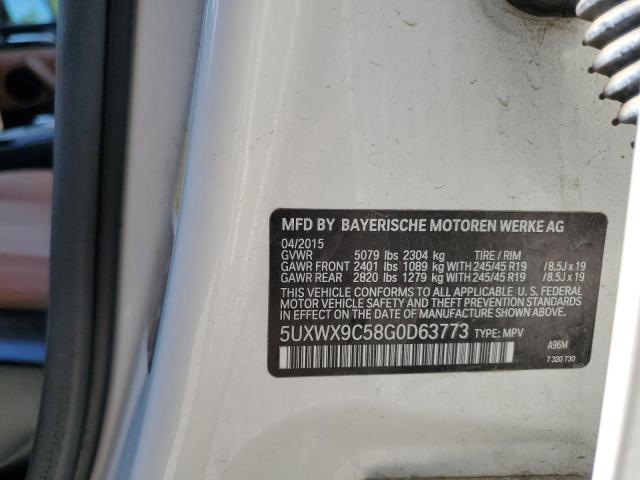 MFD BY BAYERISCHE MOTOREN WERKE AG
04/2015
GVWR 5079 lbs 2304 kg TIRE / RIM
GAWR FRONT 2401 lbs 1089 kg WITH 245/45 R19 /8.5J x 19
GAWR REAR 2820 lbs 1279 kg WITH 245/45 R19 /8.5J x 19
THIS VEHICLE CONFORMS TO ALL APPLICABLE U. S. FEDERAL
MOTOR VEHICLE SAFETY AND THEFT PREVENTION STANDARDS
IN EFFECT ON THE DATE OF MANUFACTURE SHOWN ABOVE.
5UXWX9C58G0D63773 TYPE: MPV
A96M
7 320 730